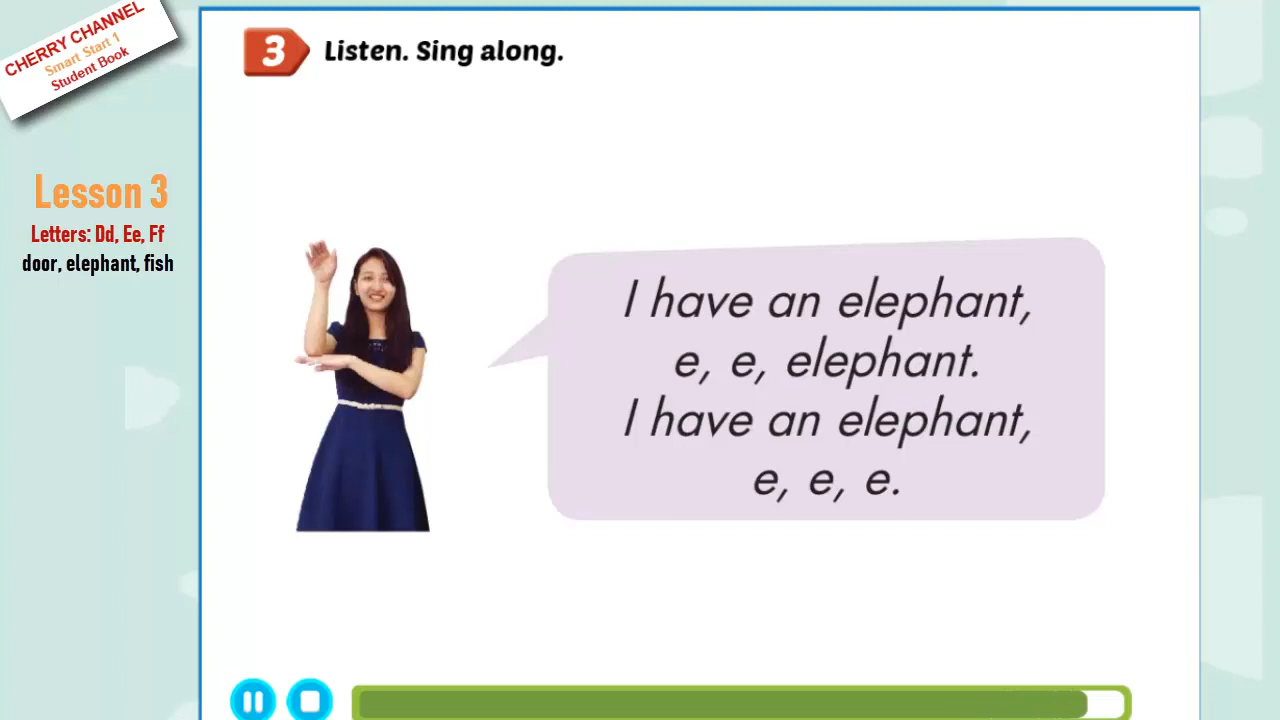 CHERRY CHANNEL
Smart Start 1
Student Book
3 Listen. Sing along.
Lesson 3
Letters: Dd, Ee, Ff
door, elephant, fish
I have an elephant,
e, e, elephant.
I have an elephant,
e, e, e.